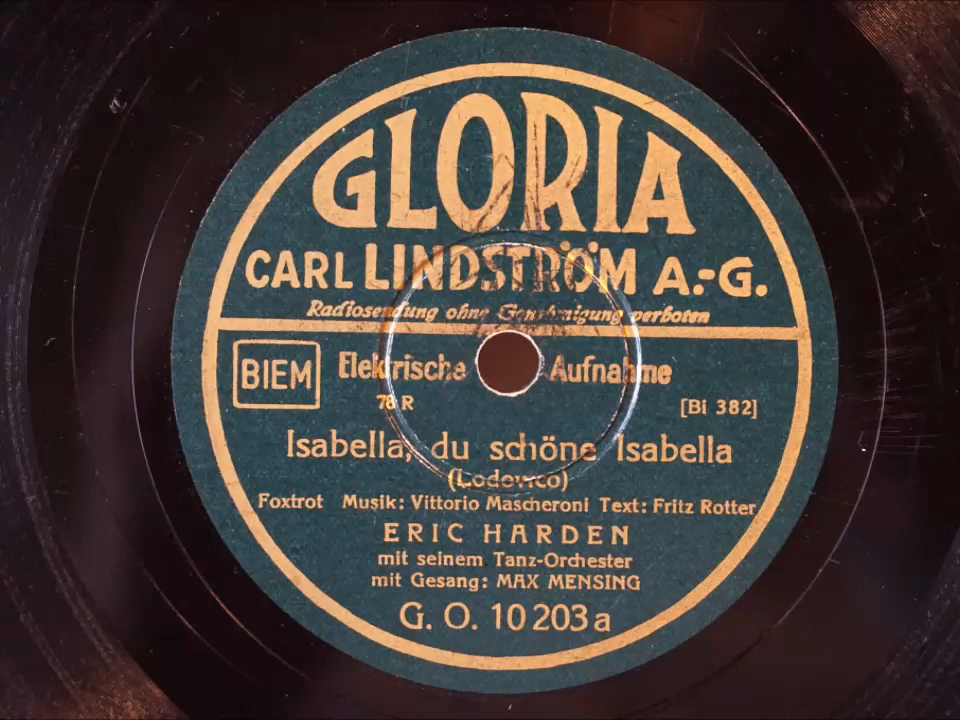 GLORIA
CARL LINDSTRÖM A.-G.
Radiosendung ohne Genehmigung verboten
BIEM Elektrische Aufnahme
78 R [Bi 382]
Isabella, du schöne Isabella
(Lodovico)
Foxtrot Musik: Vittorio Mascheroni Text: Fritz Rotter
ERIC HARDEN
mit seinem Tanz-Orchester
mit Gesang: MAX MENSING
G. O. 10 203 a